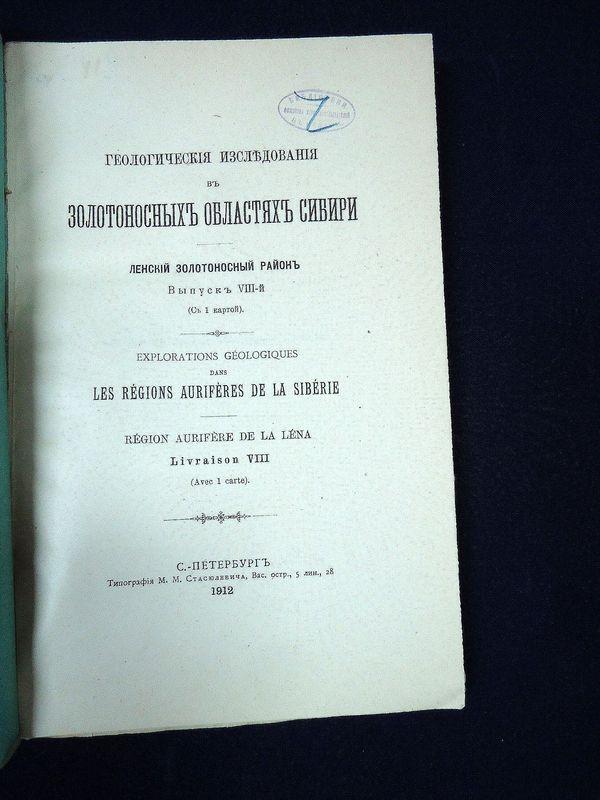 ГЕОЛОГИЧЕСКІЯ ИЗСЛѢДОВАНІЯ
ВЪ
ЗОЛОТОНОСНЫХЪ ОБЛАСТЯХЪ СИБИРИ
ЛЕНСКІЙ ЗОЛОТОНОСНЫЙ РАЙОНЪ
Выпускъ VIII-й
(Съ 1 картой).
EXPLORATIONS GÉOLOGIQUES
DANS
LES RÉGIONS AURIFÈRES DE LA SIBÉRIE
RÉGION AURIFÈRE DE LA LÉNA
Livraison VIII
(Avec 1 carte).
С.-ПЕТЕРБУРГЪ
Типографія М. М. Стасюлевича, Вас. остр., 5 лин., 28
1912